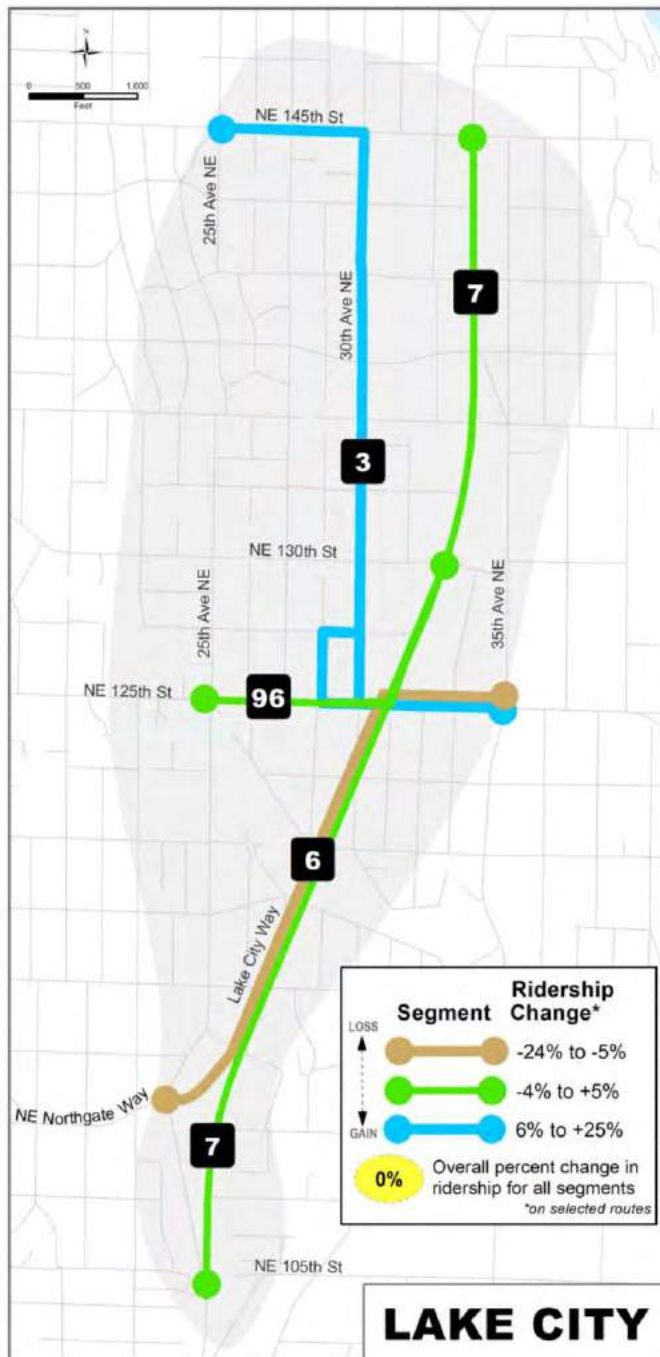 N
0 500 1,000
Feet
NE 145th St
25th Ave NE
30th Ave NE
7
3
NE 130th St
25th Ave NE
35th Ave NE
NE 125th St
96
6
Lake City Way
NE Northgate Way
7
NE 105th St
Segment Ridership Change*
LOSS
-24% to -5%
-4% to +5%
GAIN
6% to +25%
0%
Overall percent change in
ridership for all segments
*on selected routes
LAKE CITY